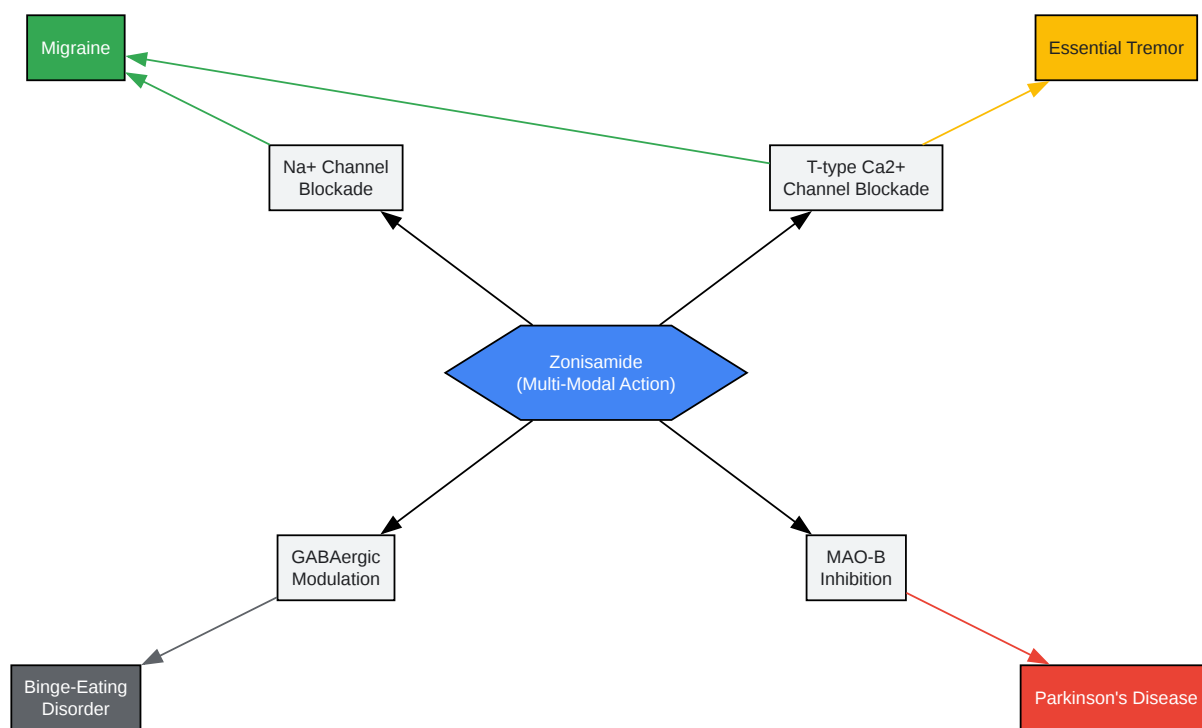 Migraine
Essential Tremor
Na+ Channel
Blockade
T-type Ca2+
Channel Blockade
Zonisamide
(Multi-Modal Action)
GABAergic
Modulation
MAO-B
Inhibition
Binge-Eating
Disorder
Parkinson's Disease